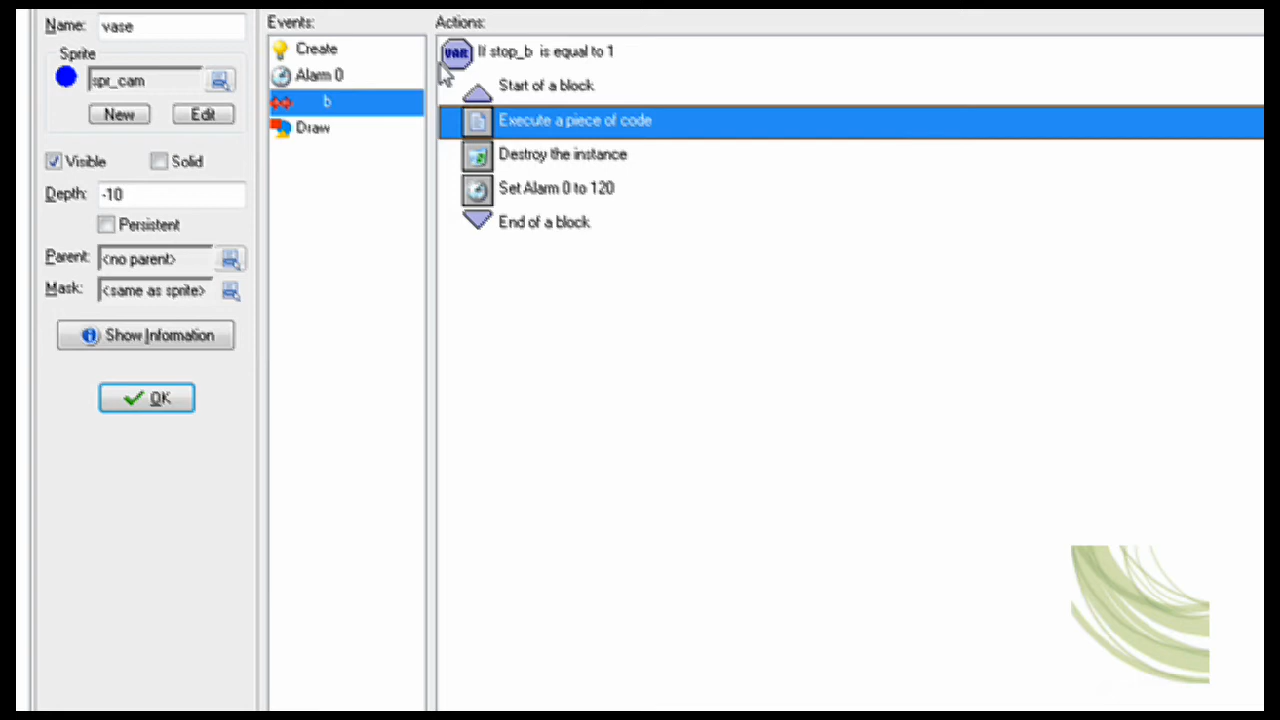 Name: vase
Sprite
spr_cam
New Edit
Visible Solid
Depth: -10
Persistent
Parent: <no parent>
Mask: <same as sprite>
Show Information
OK
Events:
Create
Alarm 0
b
Draw
Actions:
VAR If stop_b is equal to 1
Start of a block
Execute a piece of code
Destroy the instance
Set Alarm 0 to 120
End of a block